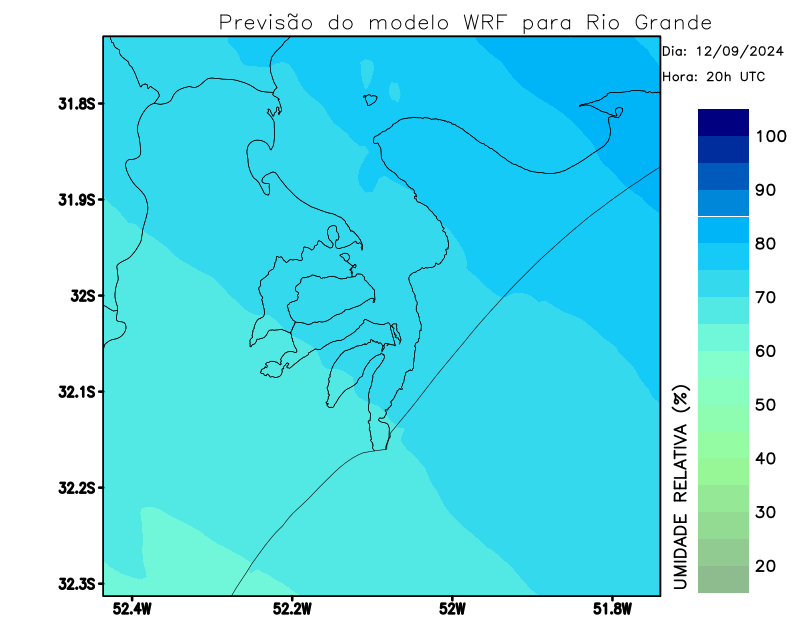 Previsão do modelo WRF para Rio Grande
Dia: 12/09/2024
Hora: 20h UTC
31.8S
31.9S
32S
32.1S
32.2S
32.3S
52.4W
52.2W
52W
51.8W
100
90
80
70
60
50
40
30
20
UMIDADE RELATIVA (%)